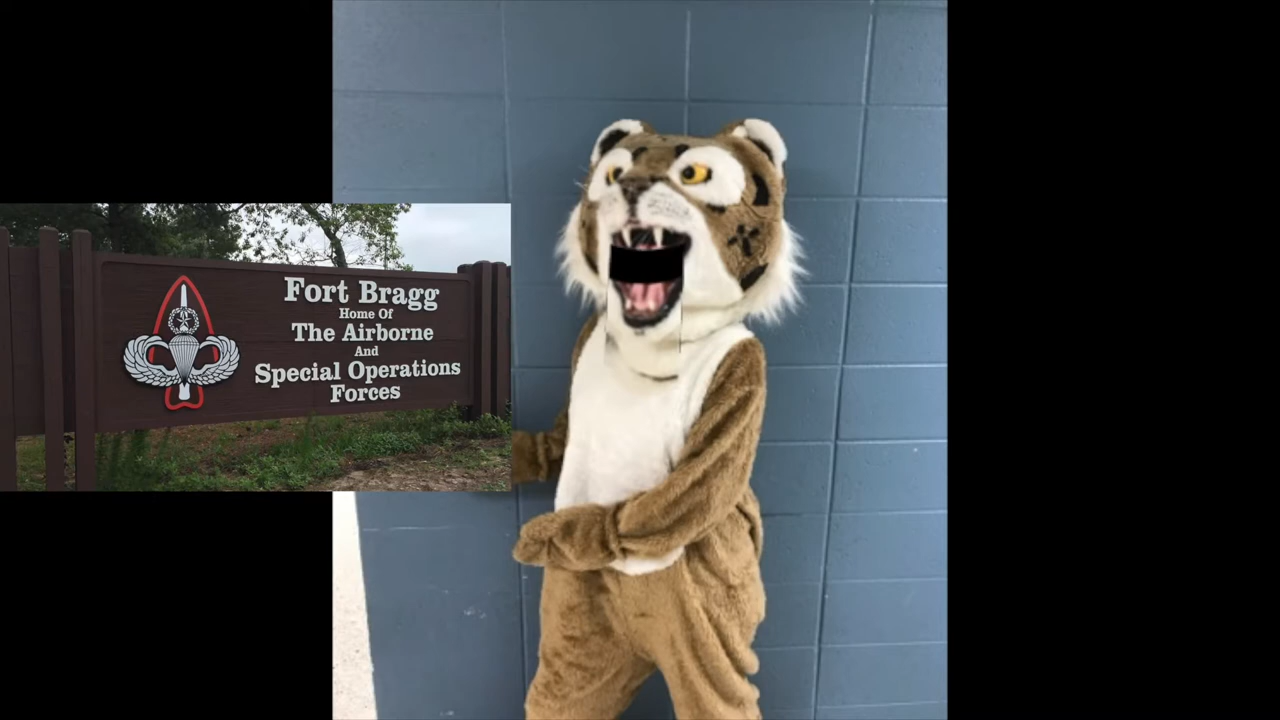 Fort Bragg
Home Of
The Airborne
And
Special Operations
Forces